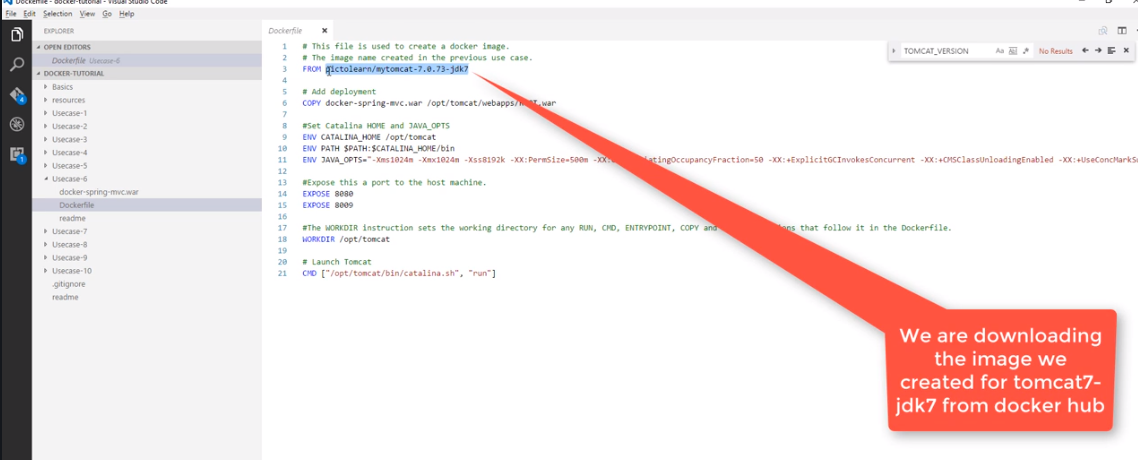 Dockerfile - docker-tutorial - Visual Studio Code
File Edit Selection View Go Help
EXPLORER
OPEN EDITORS
Dockerfile Usecase-6
DOCKER-TUTORIAL
Basics
resources
Usecase-1
Usecase-2
Usecase-3
Usecase-4
Usecase-5
Usecase-6
docker-spring-mvc.war
Dockerfile
readme
Usecase-7
Usecase-8
Usecase-9
Usecase-10
.gitignore
readme
4
1
Dockerfile
TOMCAT_VERSION Aa No Results
1 # This file is used to create a docker image.
2 # The image name created in the previous use case.
3 FROM pictolearn/mytomcat-7.0.73-jdk7
4
5 # Add deployment
6 COPY docker-spring-mvc.war /opt/tomcat/webapps/ROOT.war
7
8 #Set Catalina HOME and JAVA_OPTS
9 ENV CATALINA_HOME /opt/tomcat
10 ENV PATH $PATH:$CATALINA_HOME/bin
11 ENV JAVA_OPTS="-Xms1024m -Xmx1024m -Xss8192k -XX:PermSize=500m -XX: atingOccupancyFraction=50 -XX:+ExplicitGCInvokesConcurrent -XX:+CMSClassUnloadingEnabled -XX:+UseConcMarkS
12
13 #Expose this a port to the host machine.
14 EXPOSE 8080
15 EXPOSE 8009
16
17 #The WORKDIR instruction sets the working directory for any RUN, CMD, ENTRYPOINT, COPY and that follow it in the Dockerfile.
18 WORKDIR /opt/tomcat
19
20 # Launch Tomcat
21 CMD ["/opt/tomcat/bin/catalina.sh", "run"]
We are downloading
the image we
created for tomcat7-
jdk7 from docker hub